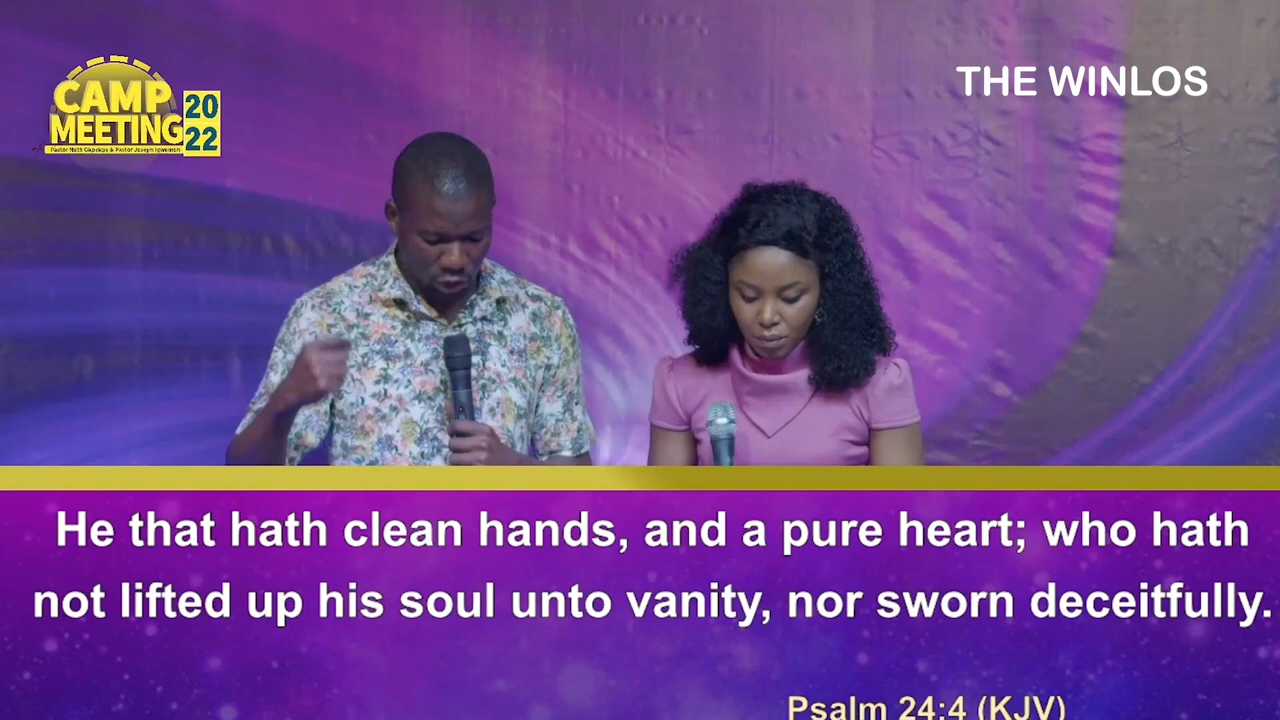 CAMP
MEETING
20
22
THE WINLOS
He that hath clean hands, and a pure heart; who hath
not lifted up his soul unto vanity, nor sworn deceitfully.
Psalm 24:4 (KJV)